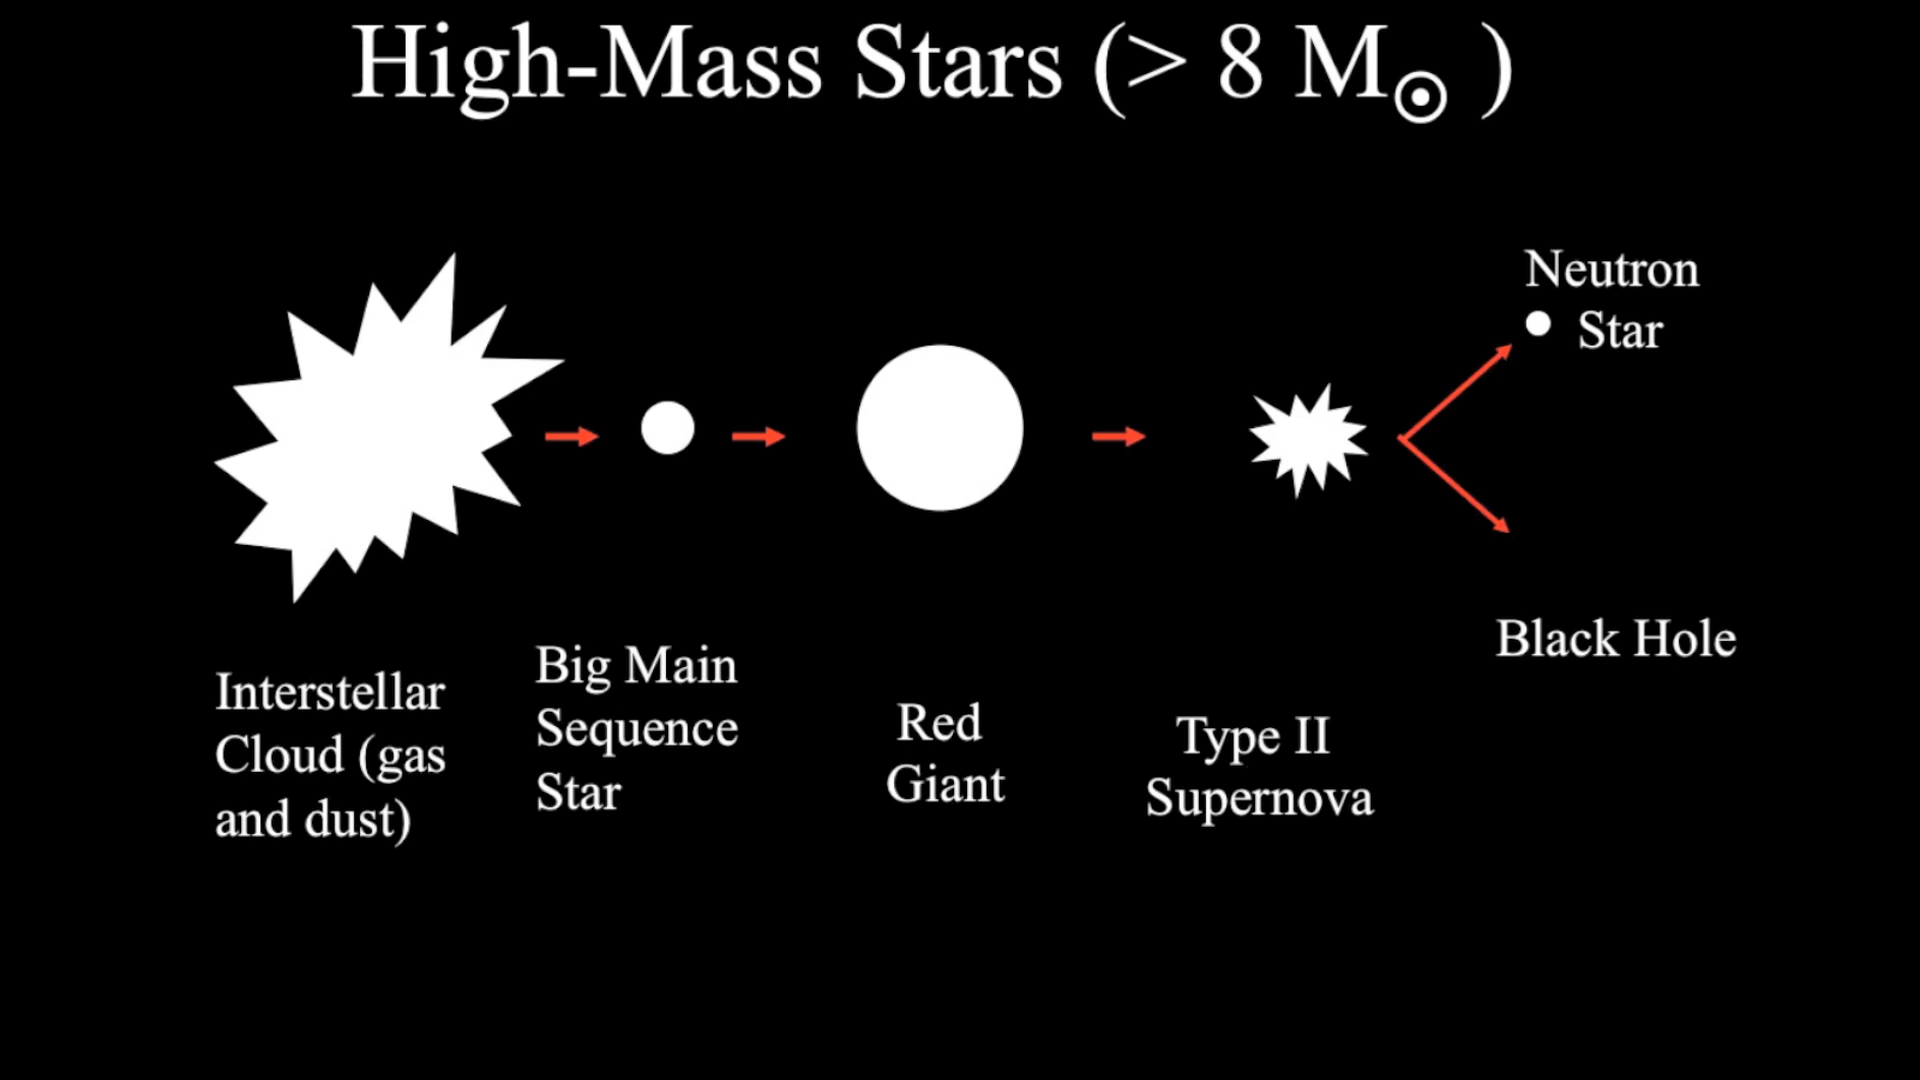 High-Mass Stars (> 8 M☉ )
Neutron
Star
Black Hole
Interstellar
Cloud (gas
and dust)
Big Main
Sequence
Star
Red
Giant
Type II
Supernova